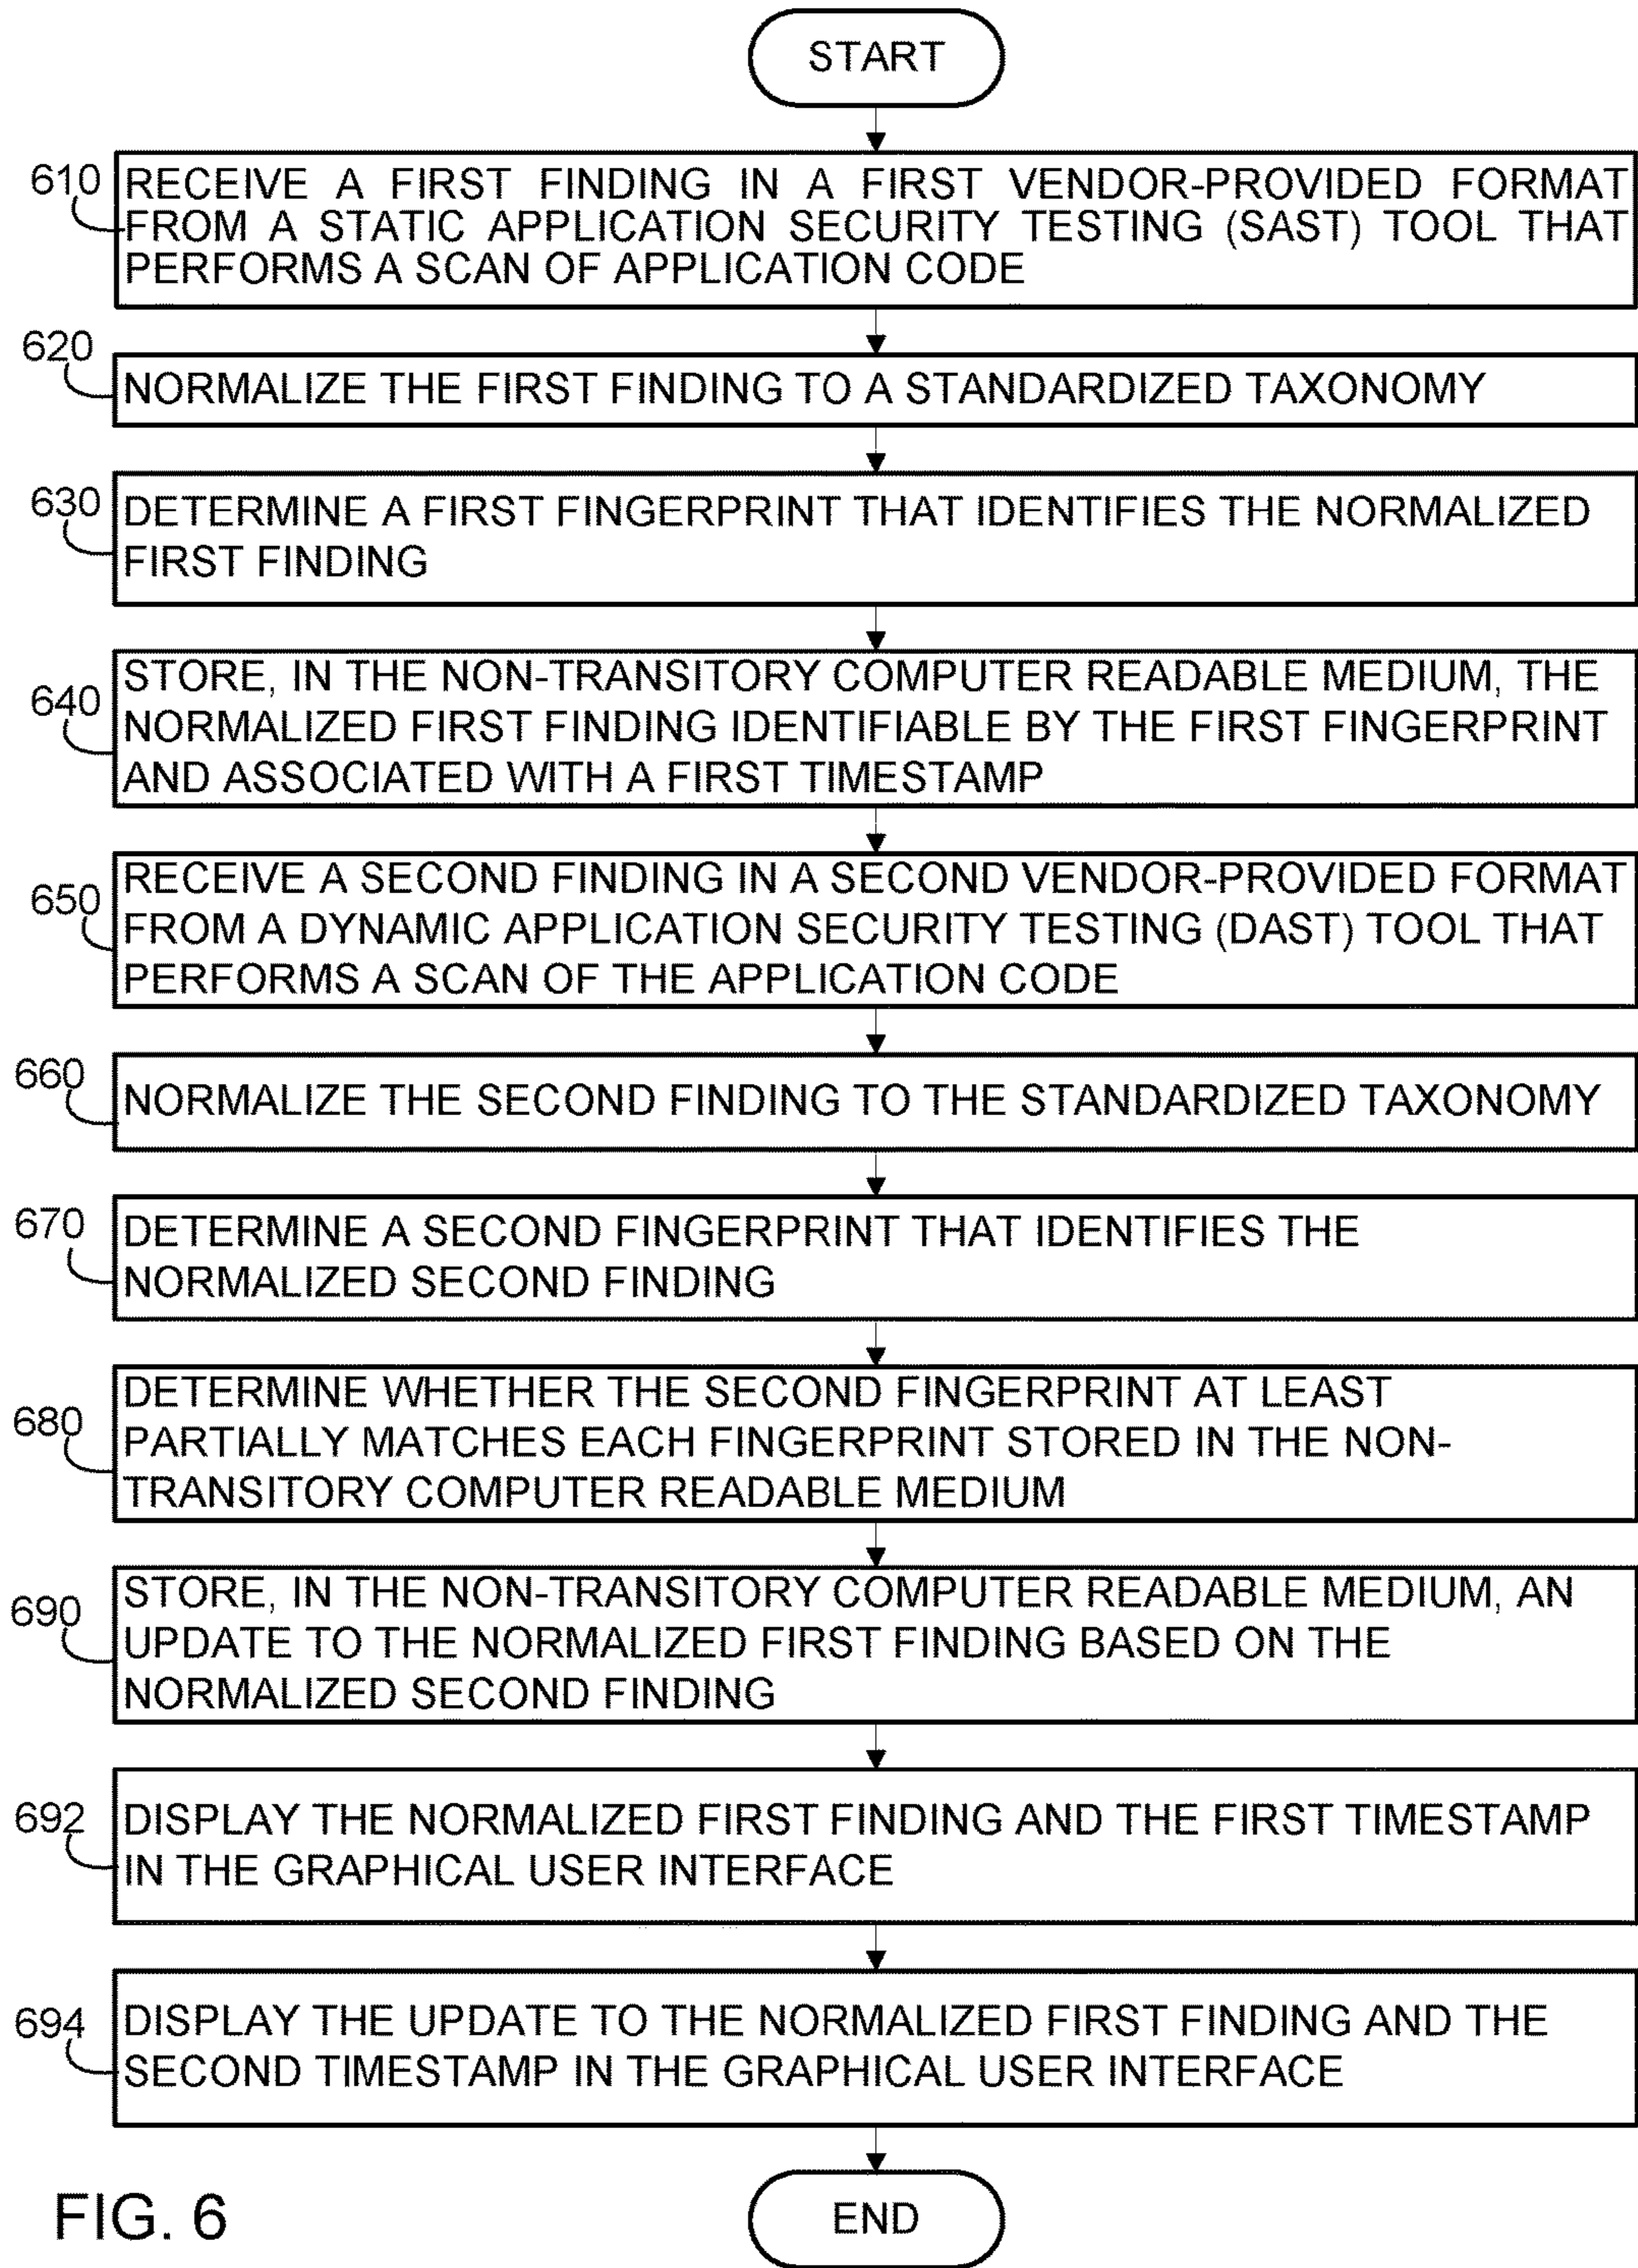 START
610
RECEIVE A FIRST FINDING IN A FIRST VENDOR-PROVIDED FORMAT
FROM A STATIC APPLICATION SECURITY TESTING (SAST) TOOL THAT
PERFORMS A SCAN OF APPLICATION CODE
620
NORMALIZE THE FIRST FINDING TO A STANDARDIZED TAXONOMY
630
DETERMINE A FIRST FINGERPRINT THAT IDENTIFIES THE NORMALIZED
FIRST FINDING
640
STORE, IN THE NON-TRANSITORY COMPUTER READABLE MEDIUM, THE
NORMALIZED FIRST FINDING IDENTIFIABLE BY THE FIRST FINGERPRINT
AND ASSOCIATED WITH A FIRST TIMESTAMP
650
RECEIVE A SECOND FINDING IN A SECOND VENDOR-PROVIDED FORMAT
FROM A DYNAMIC APPLICATION SECURITY TESTING (DAST) TOOL THAT
PERFORMS A SCAN OF THE APPLICATION CODE
660
NORMALIZE THE SECOND FINDING TO THE STANDARDIZED TAXONOMY
670
DETERMINE A SECOND FINGERPRINT THAT IDENTIFIES THE
NORMALIZED SECOND FINDING
680
DETERMINE WHETHER THE SECOND FINGERPRINT AT LEAST
PARTIALLY MATCHES EACH FINGERPRINT STORED IN THE NON-
TRANSITORY COMPUTER READABLE MEDIUM
690
STORE, IN THE NON-TRANSITORY COMPUTER READABLE MEDIUM, AN
UPDATE TO THE NORMALIZED FIRST FINDING BASED ON THE
NORMALIZED SECOND FINDING
692
DISPLAY THE NORMALIZED FIRST FINDING AND THE FIRST TIMESTAMP
IN THE GRAPHICAL USER INTERFACE
694
DISPLAY THE UPDATE TO THE NORMALIZED FIRST FINDING AND THE
SECOND TIMESTAMP IN THE GRAPHICAL USER INTERFACE
END
FIG. 6